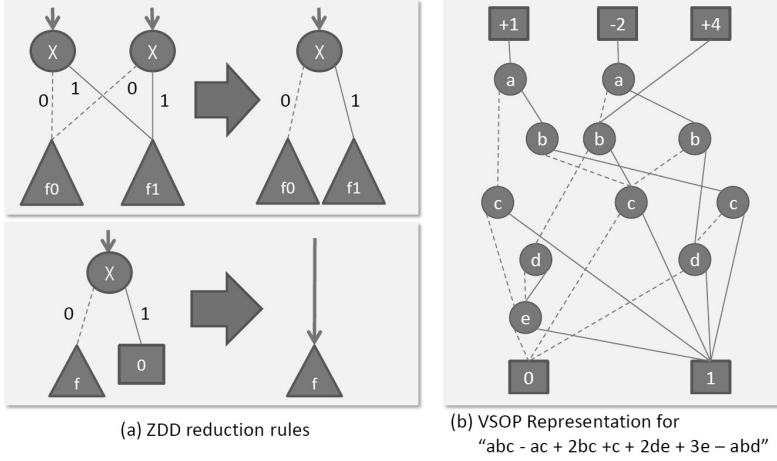 X
X
0
1
0
1
f0
f1
X
0
1
f0
f1
X
0
1
f
0
f
(a) ZDD reduction rules
+1
-2
+4
a
a
b
b
b
c
c
c
d
d
e
0
1
(b) VSOP Representation for
“abc - ac + 2bc +c + 2de + 3e – abd”